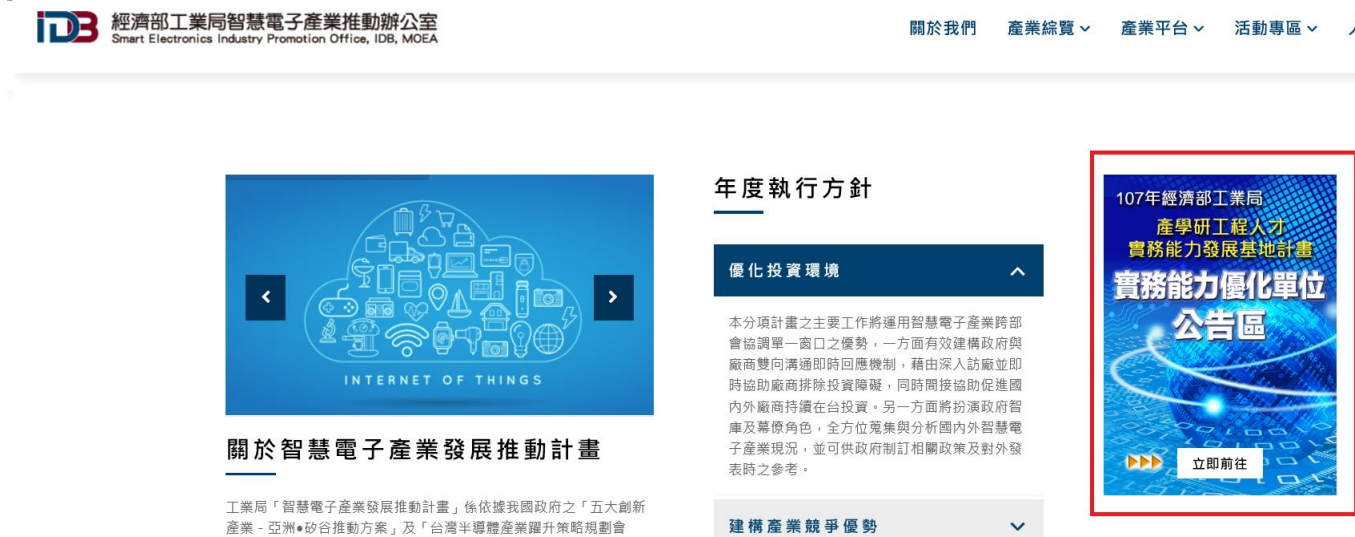 IDB 經濟部工業局智慧電子產業推動辦公室
Smart Electronics Industry Promotion Office, IDB, MOEA
關於我們 產業綜覽 產業平台 活動專區
INTERNET OF THINGS
關於智慧電子產業發展推動計畫
工業局「智慧電子產業發展推動計畫」係依據我國政府之「五大創新
產業 - 亞洲●矽谷推動方案」及「台灣半導體產業躍升策略規劃會
年度執行方針
優化投資環境
本分項計畫之主要工作將運用智慧電子產業跨部
會協調單一窗口之優勢，一方面有效建構政府與
廠商雙向溝通即時回應機制，藉由深入訪廠並即
時協助廠商排除投資障礙，同時間接協助促進國
內外廠商持續在台投資。另一方面將扮演政府智
庫及幕僚角色，全方位蒐集與分析國內外智慧電
子產業現況，並可供政府制訂相關政策及對外發
表時之參考。
建構產業競爭優勢
107年經濟部工業局
產學研工程人才
實務能力發展基地計畫
實務能力優化單位
公告區
立即前往